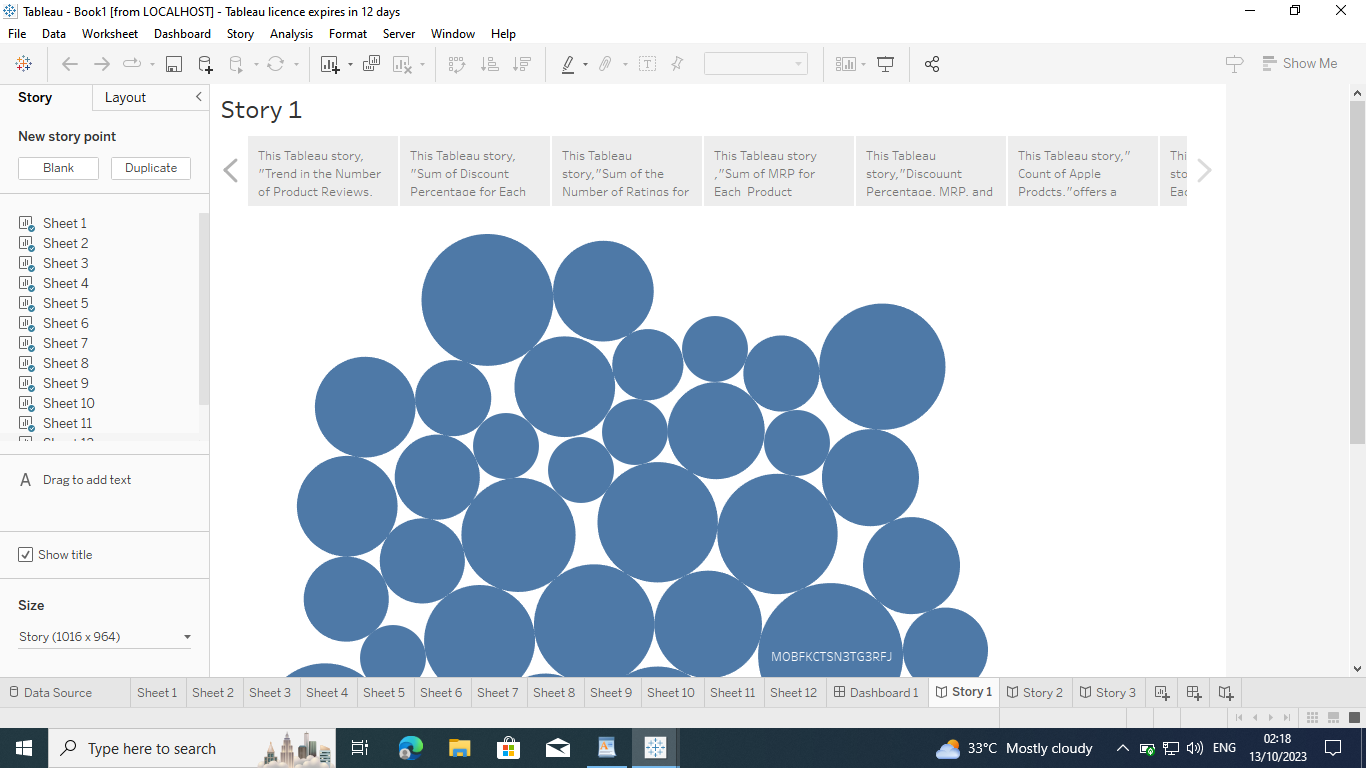 Tableau - Book1 [from LOCALHOST] - Tableau licence expires in 12 days
File Data Worksheet Dashboard Story Analysis Format Server Window Help
Show Me
Story Layout
New story point
Blank Duplicate
Sheet 1
Sheet 2
Sheet 3
Sheet 4
Sheet 5
Sheet 6
Sheet 7
Sheet 8
Sheet 9
Sheet 10
Sheet 11
Sheet 12
A Drag to add text
Show title
Size
Story (1016 x 964)
Story 1
This Tableau story,
"Trend in the Number
of Product Reviews.
This Tableau story,
"Sum of Discount
Percentage for Each
This Tableau
story,"Sum of the
Number of Ratings for
This Tableau story
,"Sum of MRP for
Each Product
This Tableau
story,"Disqount
Percentage, MRP, and
This Tableau story,"
Count of Apple
Prodcts,"offers a
Thi
sto
Eac
MOBFKCTSN3TG3RFJ
Data Source Sheet 1 Sheet 2 Sheet 3 Sheet 4 Sheet 5 Sheet 6 Sheet 7 Sheet 8 Sheet 9 Sheet 10 Sheet 11 Sheet 12 Dashboard 1 Story 1 Story 2 Story 3
Type here to search
33°C Mostly cloudy
ENG
02:18
13/10/2023